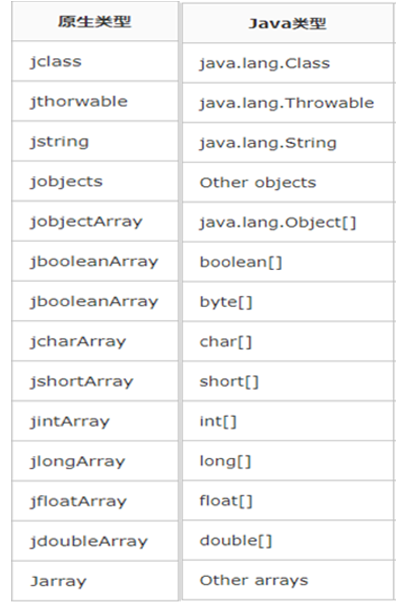 原生类型 Java类型
jclass java.lang.Class
jthorwable java.lang.Throwable
jstring java.lang.String
jobjects Other objects
jobjectArray java.lang.Object[]
jbooleanArray boolean[]
jbooleanArray byte[]
jcharArray char[]
jshortArray short[]
jintArray int[]
jlongArray long[]
jfloatArray float[]
jdoubleArray double[]
Jarray Other arrays